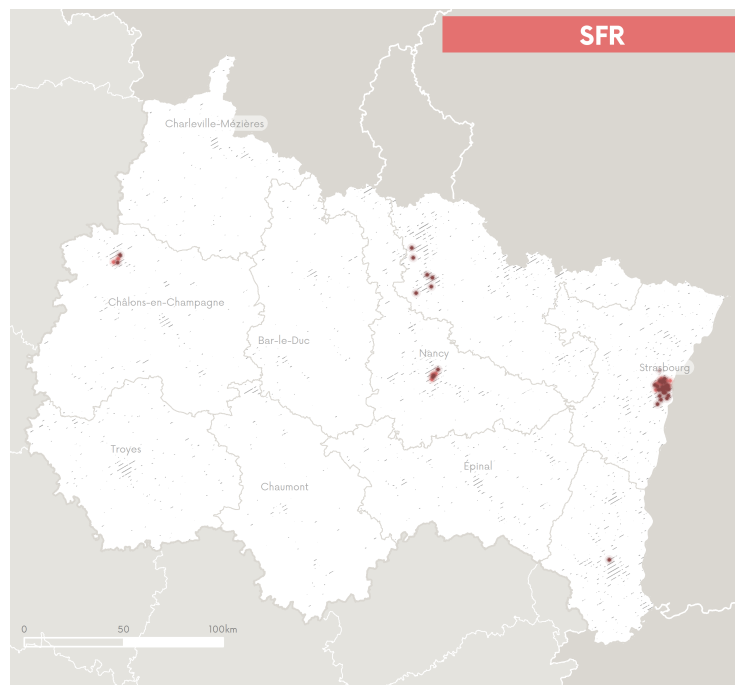 SFR
Charleville-Mézières
Châlons-en-Champagne
Bar-le-Duc
Nancy
Strasbourg
Troyes
Épinal
Chaumont
0 50 100km